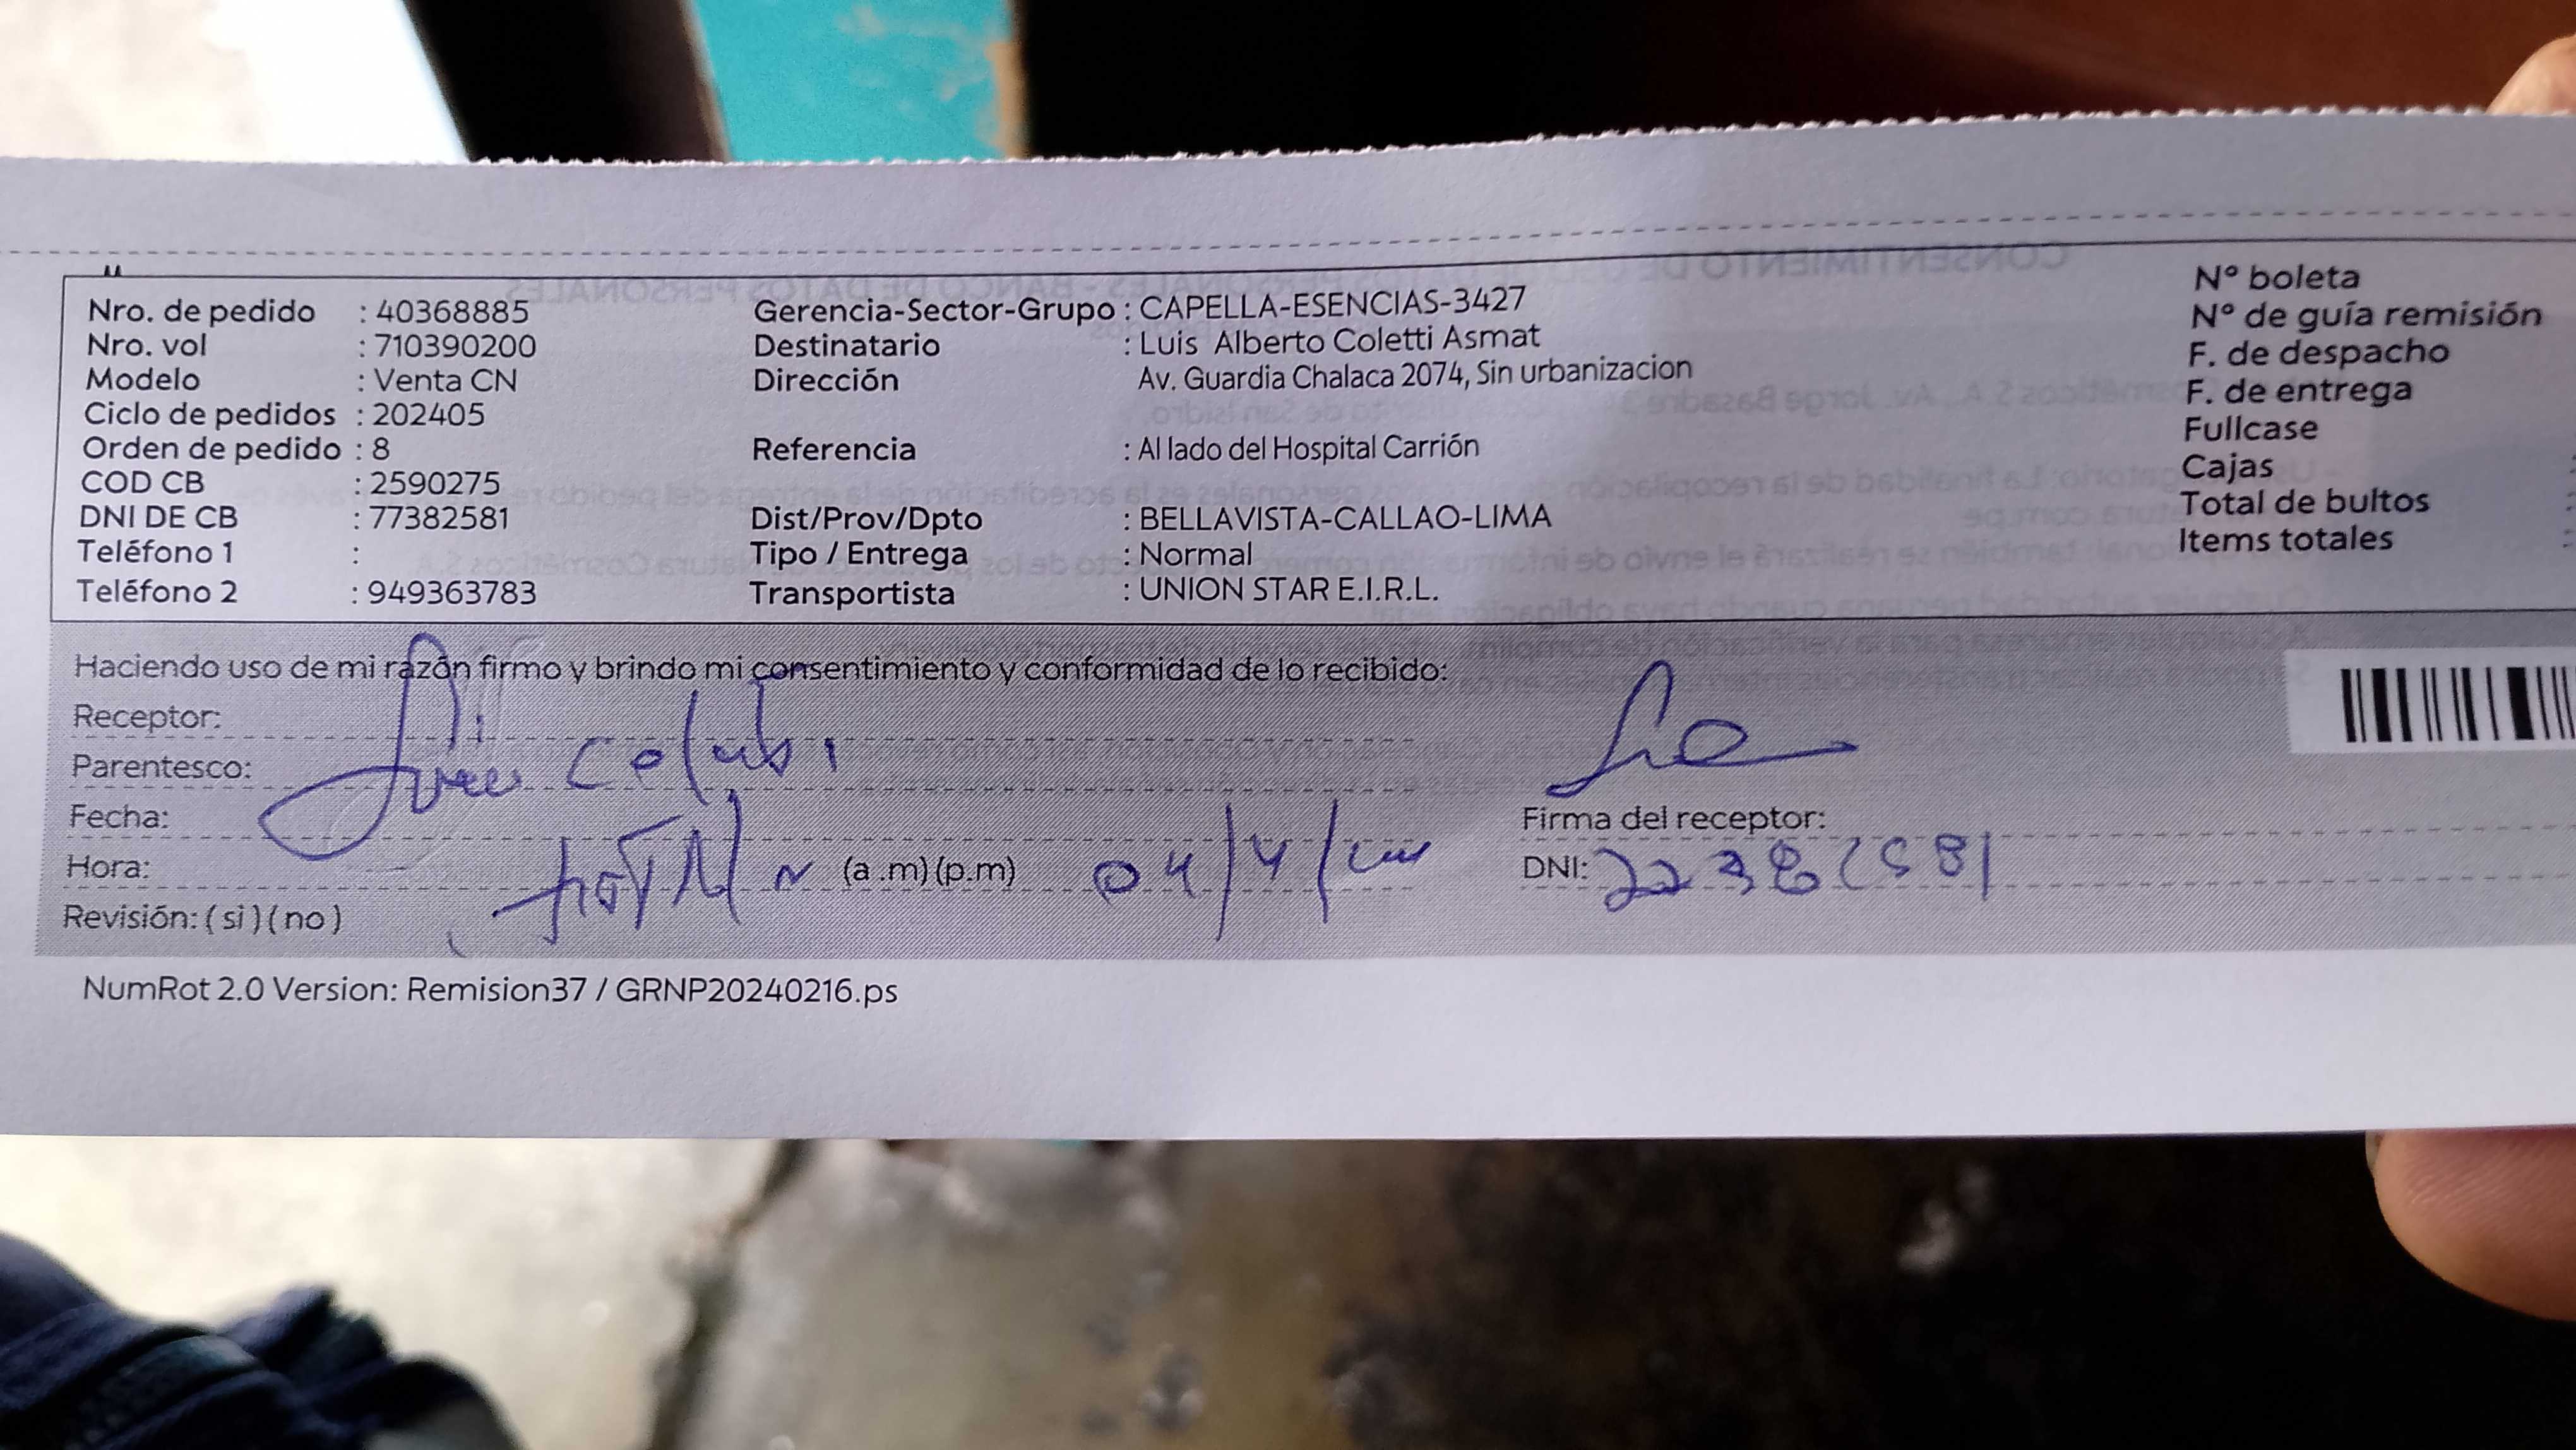 Nro. de pedido : 40368885
Nro. vol : 710390200
Modelo : Venta CN
Ciclo de pedidos : 202405
Orden de pedido : 8
COD CB : 2590275
DNI DE CB : 77382581
Teléfono 1 :
Teléfono 2 : 949363783
Gerencia-Sector-Grupo : CAPELLA-ESENCIAS-3427
Destinatario : Luis Alberto Coletti Asmat
Dirección Av. Guardia Chalaca 2074, Sin urbanizacion
Referencia : Al lado del Hospital Carrión
Dist/Prov/Dpto : BELLAVISTA-CALLAO-LIMA
Tipo / Entrega : Normal
Transportista : UNION STAR E.I.R.L.
N° boleta
N° de guía remisión
F. de despacho
F. de entrega
Fullcase
Cajas
Total de bultos
Items totales
Haciendo uso de mi razón firmo y brindo mi consentimiento y conformidad de lo recibido:
Receptor:
Parentesco:
Fecha:
Hora: (a .m)(p.m) 04/4/
Revisión: ( si )( no )
Firma del receptor:
DNI:
NumRot 2.0 Version: Remision37 / GRNP20240216.ps